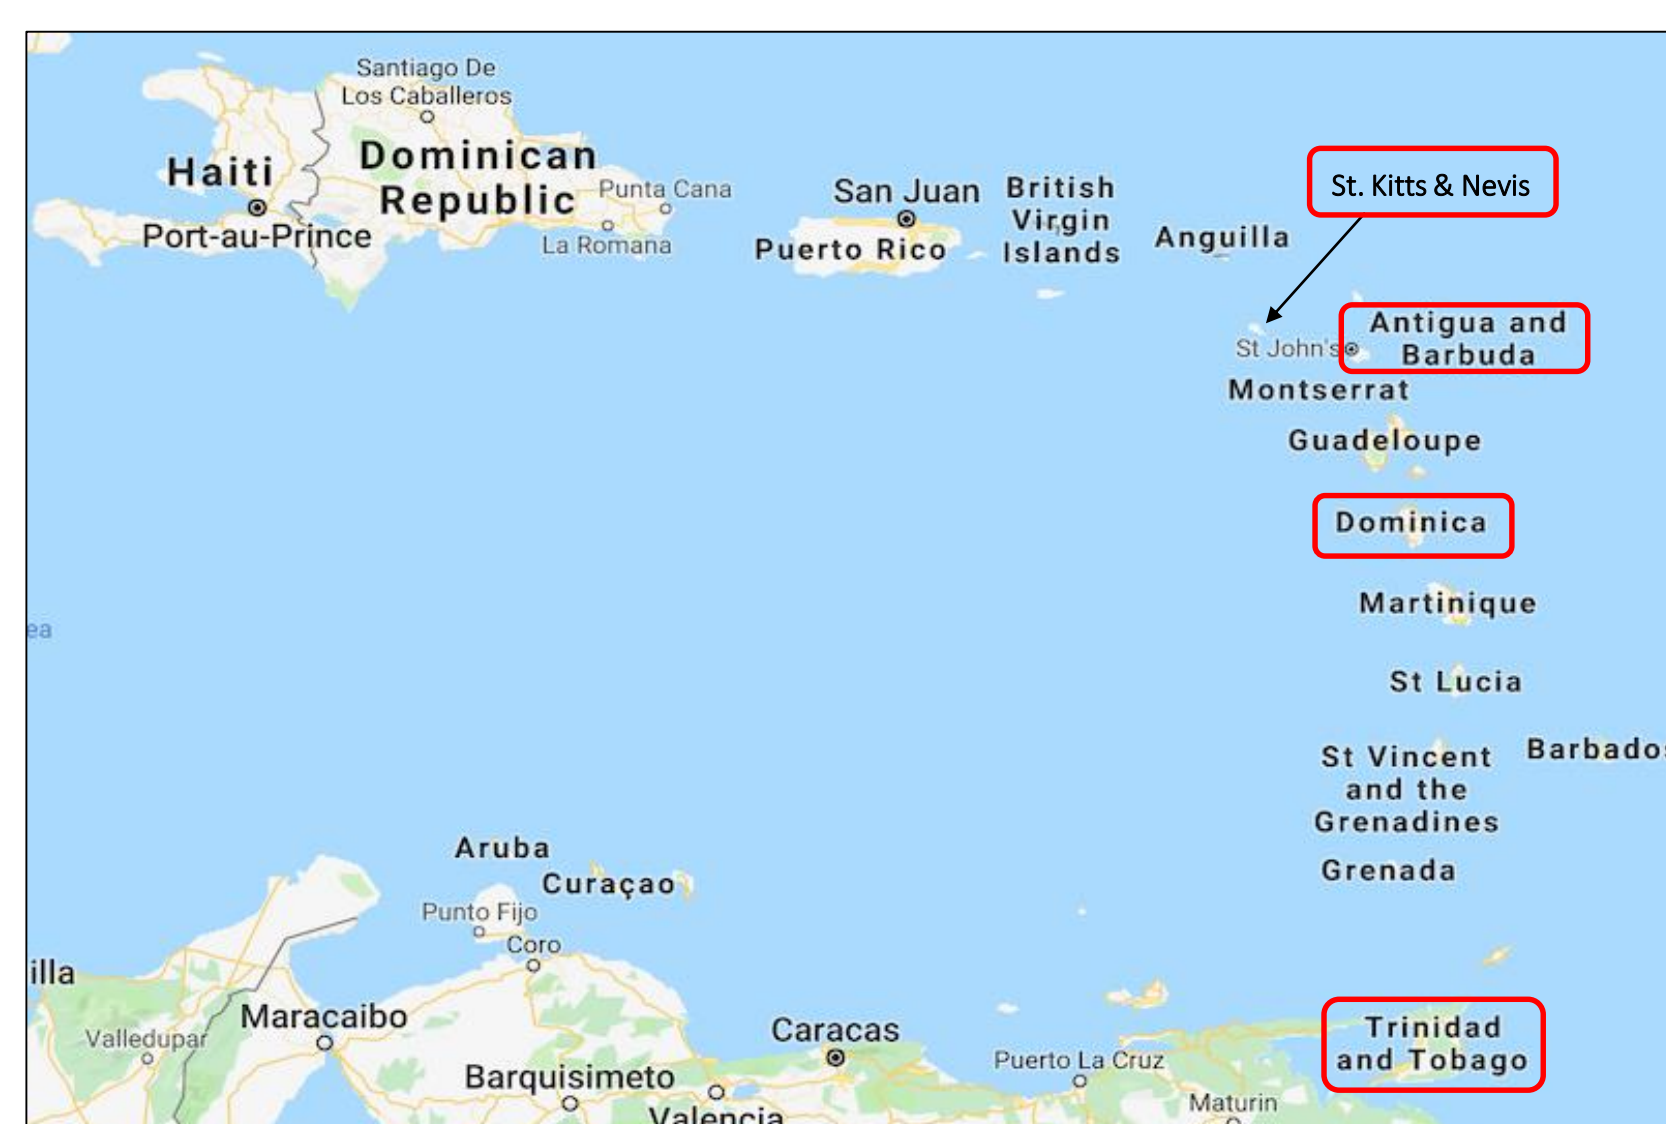 Santiago De
Los Caballeros
Haiti
Dominican
Republic
Port-au-Prince
Punta Cana
La Romana
San Juan
Puerto Rico
British
Virgin
Islands
Anguilla
St. Kitts & Nevis
Antigua and
Barbuda
St John's
Montserrat
Guadeloupe
Dominica
Martinique
ea
St Lucia
St Vincent
and the
Grenadines
Barbados
Grenada
Aruba
Curaçao
Punto Fijo
Coro
illa
Valledupar
Maracaibo
Barquisimeto
Valencia
Caracas
Puerto La Cruz
Maturin
Trinidad
and Tobago